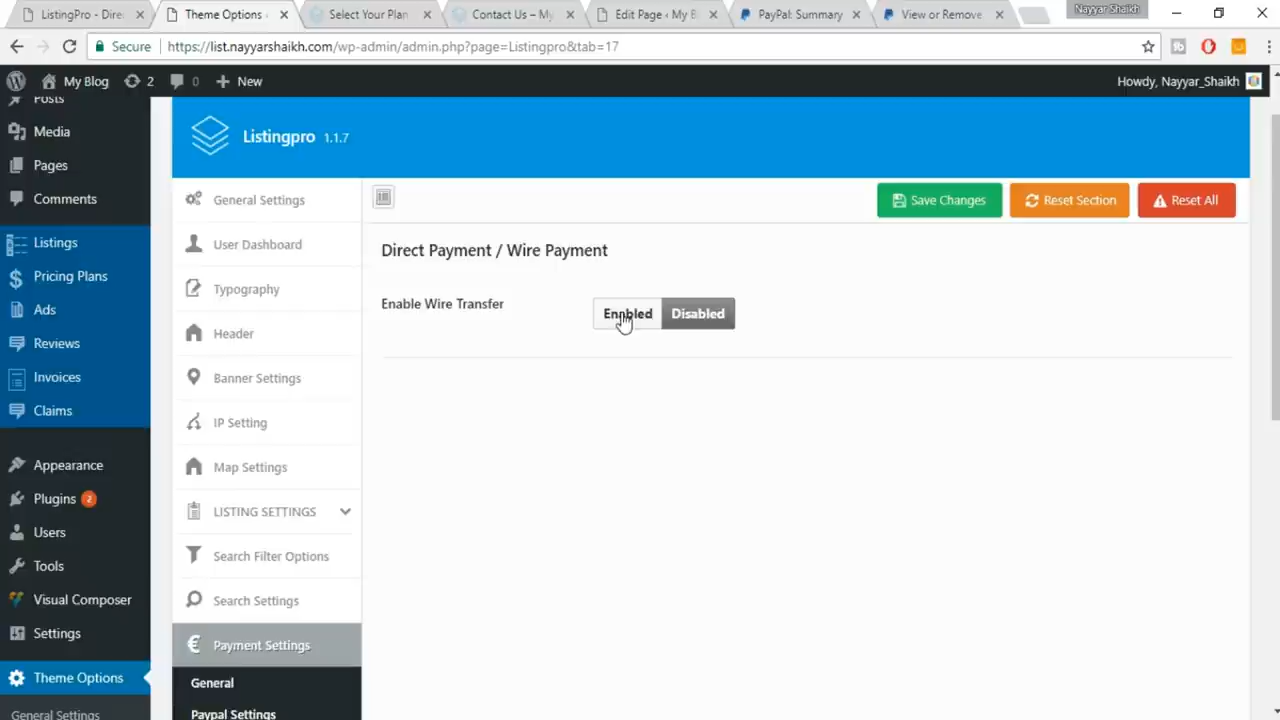 ListingPro - Direc
Theme Options ‹
Select Your Plan
Contact Us – My
Edit Page ‹ My B
PayPal: Summary
View or Remove
Nayyar Shaikh
Secure
https://list.nayyarshaikh.com/wp-admin/admin.php?page=Listingpro&tab=17
My Blog
2
0
New
Howdy, Nayyar_Shaikh
Posts
Media
Pages
Comments
Listings
Pricing Plans
Ads
Reviews
Invoices
Claims
Appearance
Plugins 2
Users
Tools
Visual Composer
Settings
Theme Options
General Settings
Listingpro 1.1.7
General Settings
User Dashboard
Typography
Header
Banner Settings
IP Setting
Map Settings
LISTING SETTINGS
Search Filter Options
Search Settings
Payment Settings
General
Paypal Settings
Save Changes
Reset Section
Reset All
Direct Payment / Wire Payment
Enable Wire Transfer
Enabled
Disabled